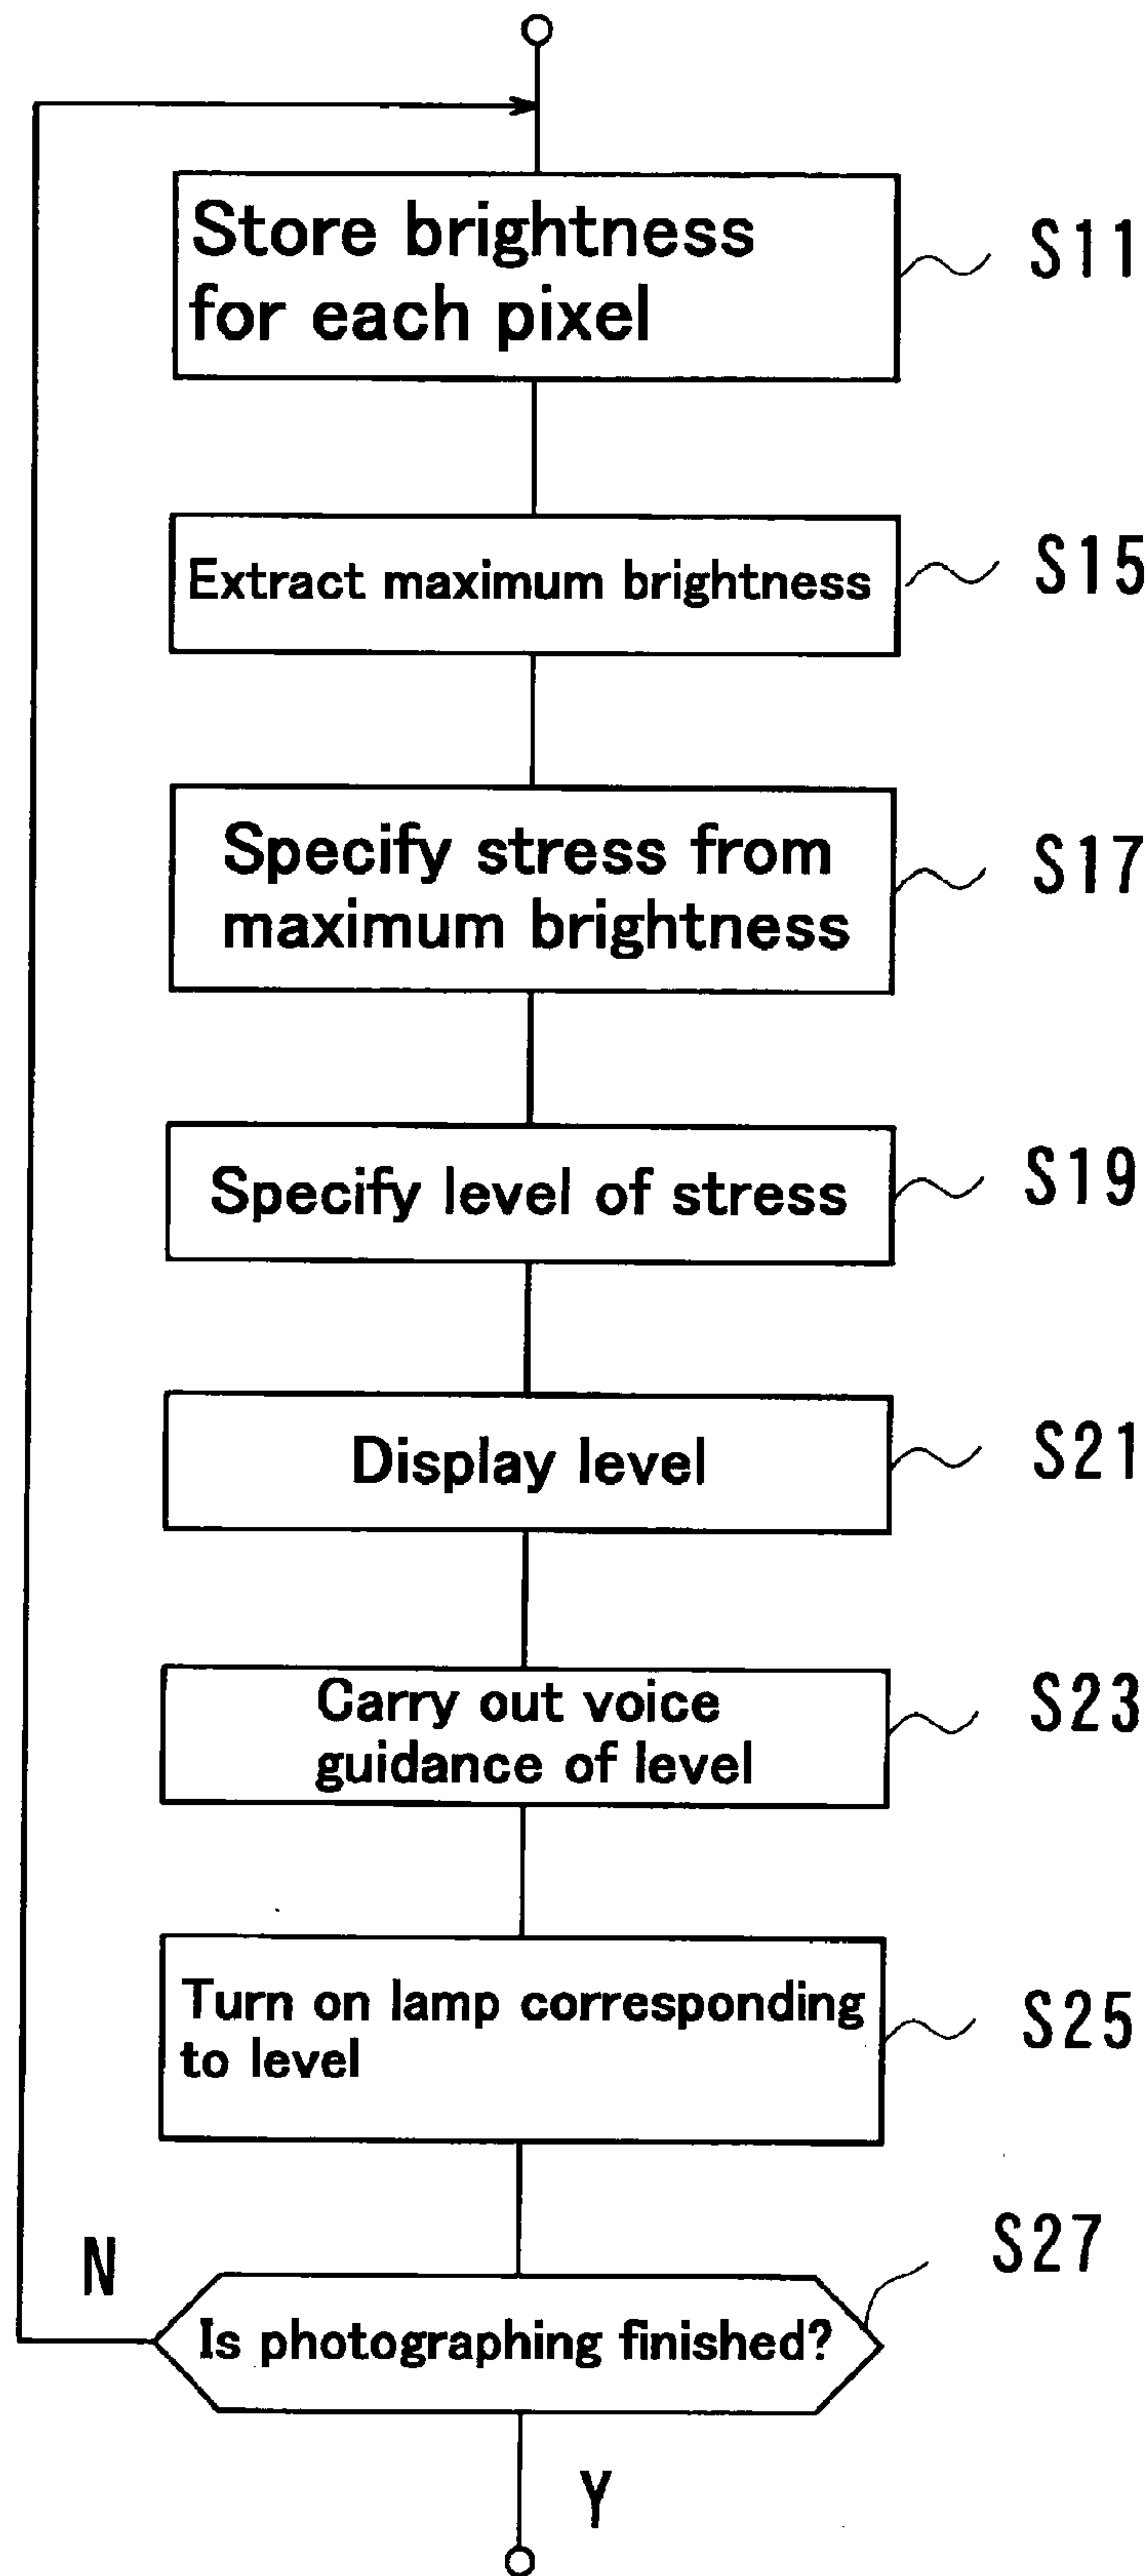 Store brightness
for each pixel
S11
Extract maximum brightness
S15
Specify stress from
maximum brightness
S17
Specify level of stress
S19
Display level
S21
Carry out voice
guidance of level
S23
Turn on lamp corresponding
to level
S25
S27
N
Is photographing finished?
Y